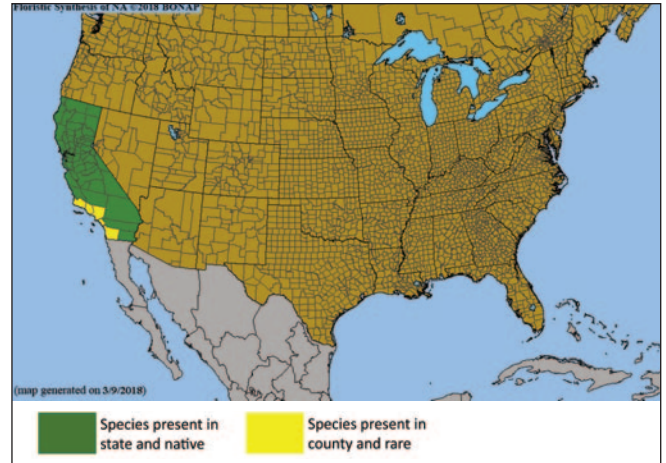 Floristic Synthesis of NA ©2018 BONAP
(map generated on 3/9/2018)
Species present in
state and native
Species present in
county and rare